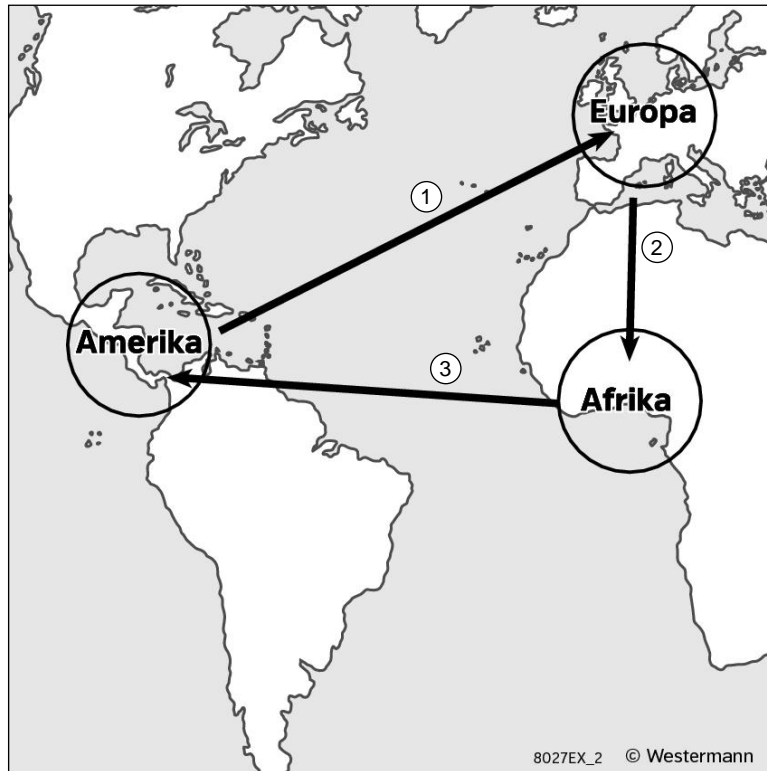 Europa
①
②
Amerika
③
Afrika
8027EX_2 © Westermann